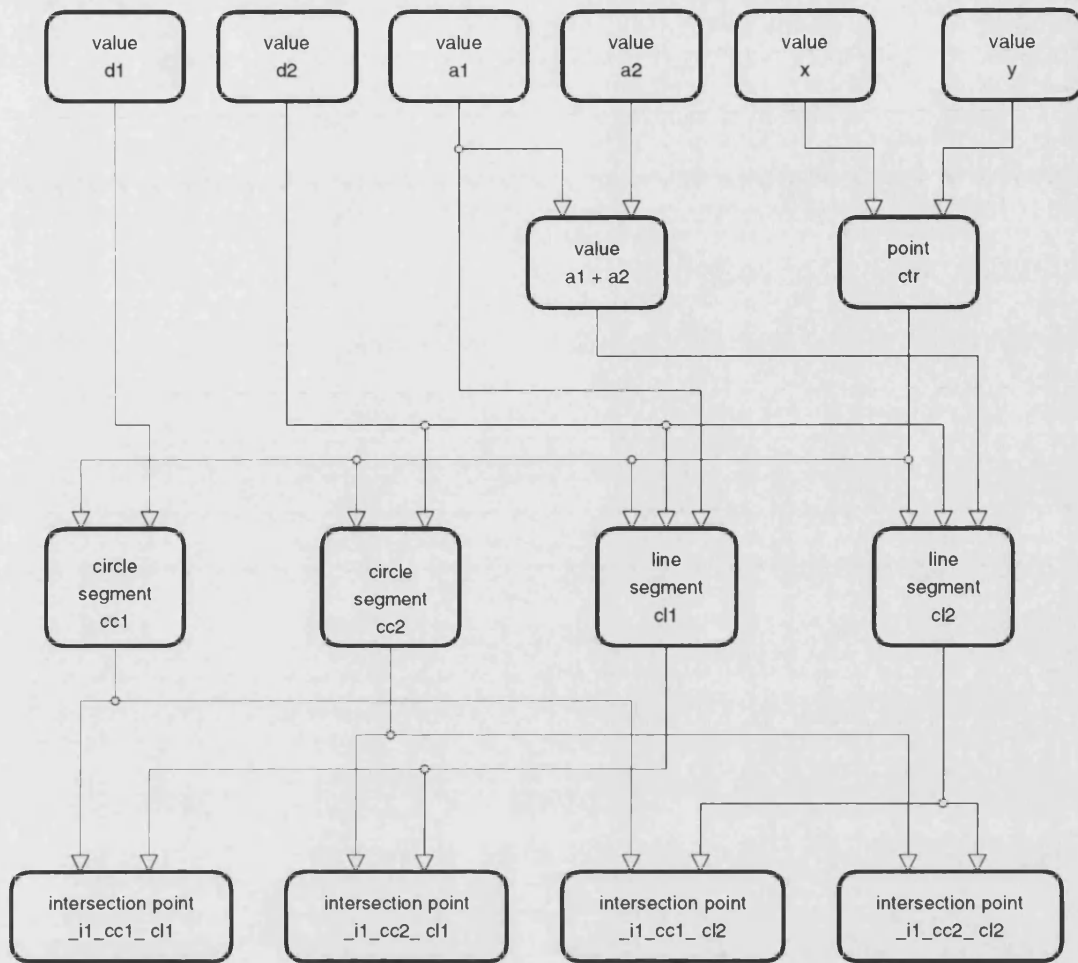 value
d1
value
d2
value
a1
value
a2
value
x
value
y
value
a1 + a2
point
ctr
circle
segment
cc1
circle
segment
cc2
line
segment
cl1
line
segment
cl2
intersection point
_i1_cc1_ cl1
intersection point
_i1_cc2_ cl1
intersection point
_i1_cc1_ cl2
intersection point
_i1_cc2_ cl2